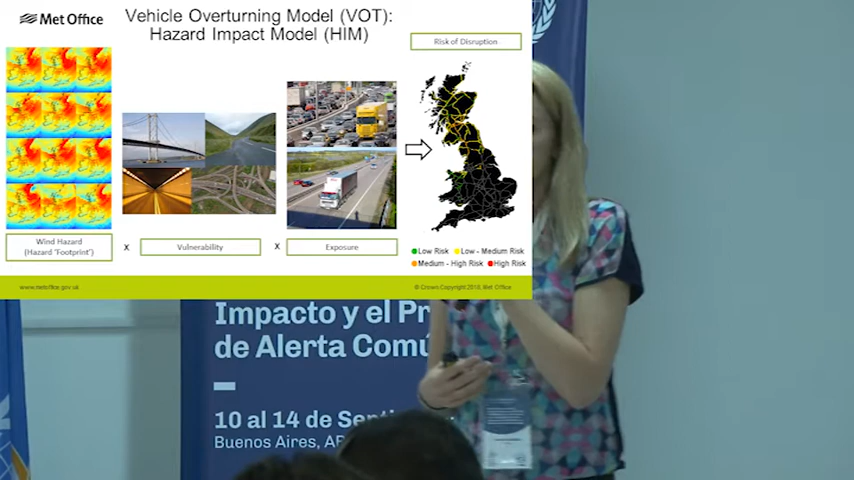 Met Office
Vehicle Overturning Model (VOT):
Hazard Impact Model (HIM)
Risk of Disruption
Wind Hazard
(Hazard "Footprint")
x
Vulnerability
x
Exposure
Low Risk
Low - Medium Risk
Medium - High Risk
High Risk
www.metoffice.gov.uk
© Crown Copyright 2018, Met Office
Impacto y el Pr
de Alerta Comú
10 al 14 de Septi
Buenos Aires, AR